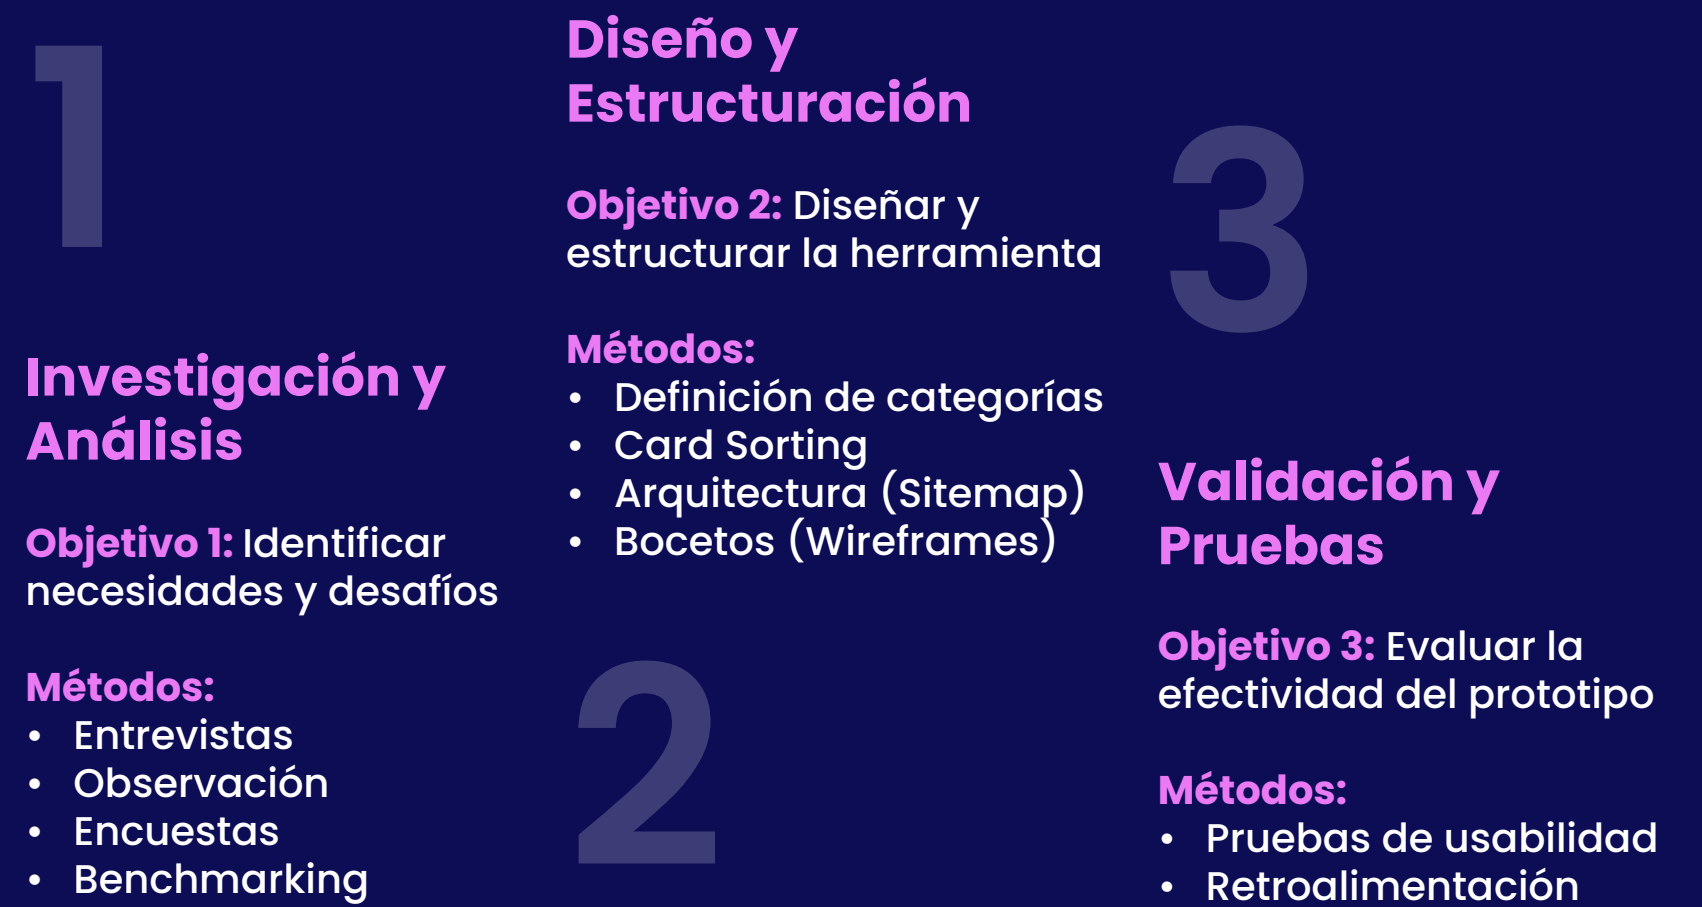 1
Investigación y
Análisis
Objetivo 1: Identificar
necesidades y desafíos
Métodos:
• Entrevistas
• Observación
• Encuestas
• Benchmarking
Diseño y
Estructuración
Objetivo 2: Diseñar y
estructurar la herramienta
Métodos:
• Definición de categorías
• Card Sorting
• Arquitectura (Sitemap)
• Bocetos (Wireframes)
2
3
Validación y
Pruebas
Objetivo 3: Evaluar la
efectividad del prototipo
Métodos:
• Pruebas de usabilidad
• Retroalimentación